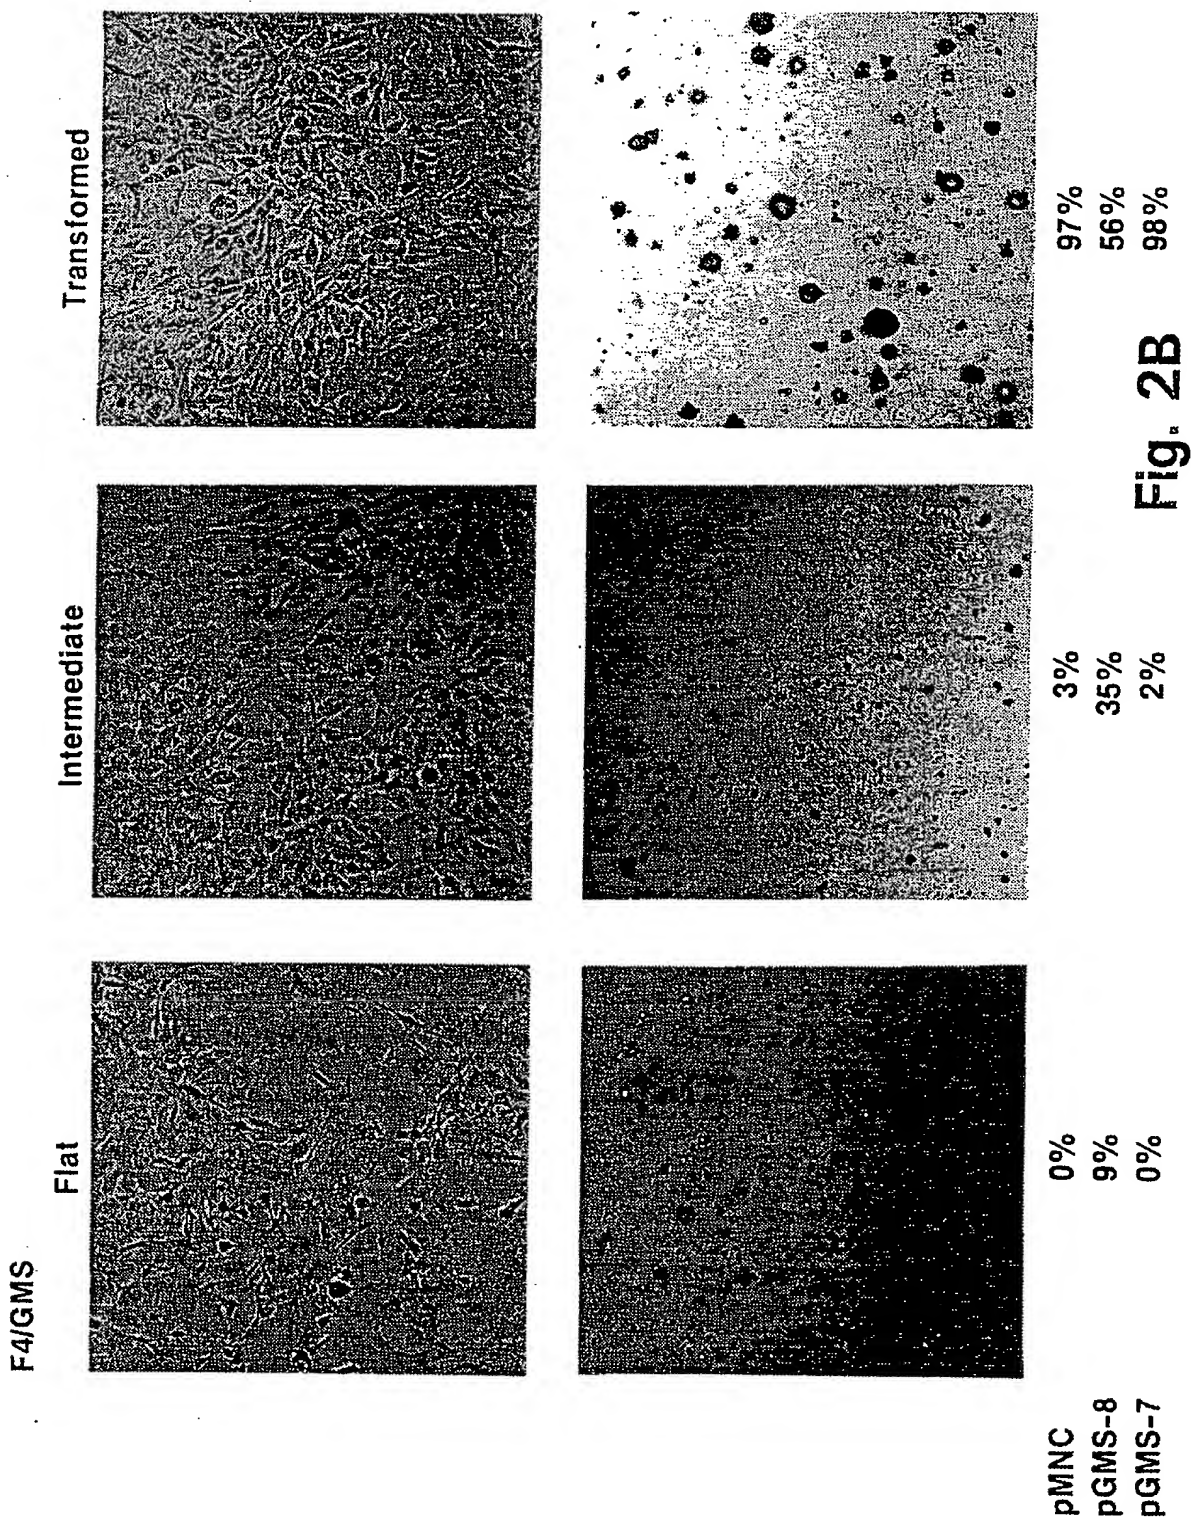 F4/GMS
Flat Intermediate Transformed
pMNC 0% 3% 97%
pGMS-8 9% 35% 56%
pGMS-7 0% 2% 98%
Fig. 2B